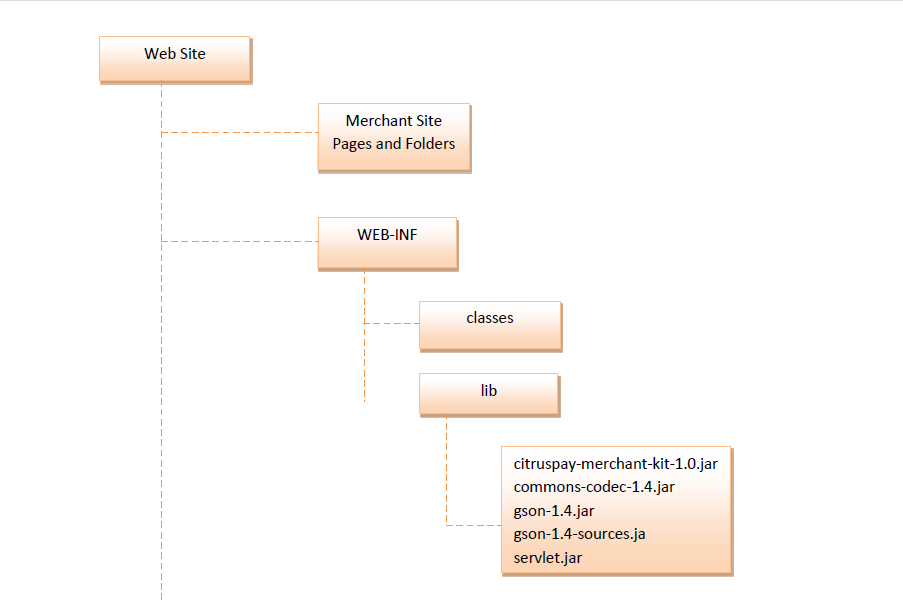 Web Site
Merchant Site
Pages and Folders
WEB-INF
classes
lib
citruspay-merchant-kit-1.0.jar
commons-codec-1.4.jar
gson-1.4.jar
gson-1.4-sources.ja
servlet.jar